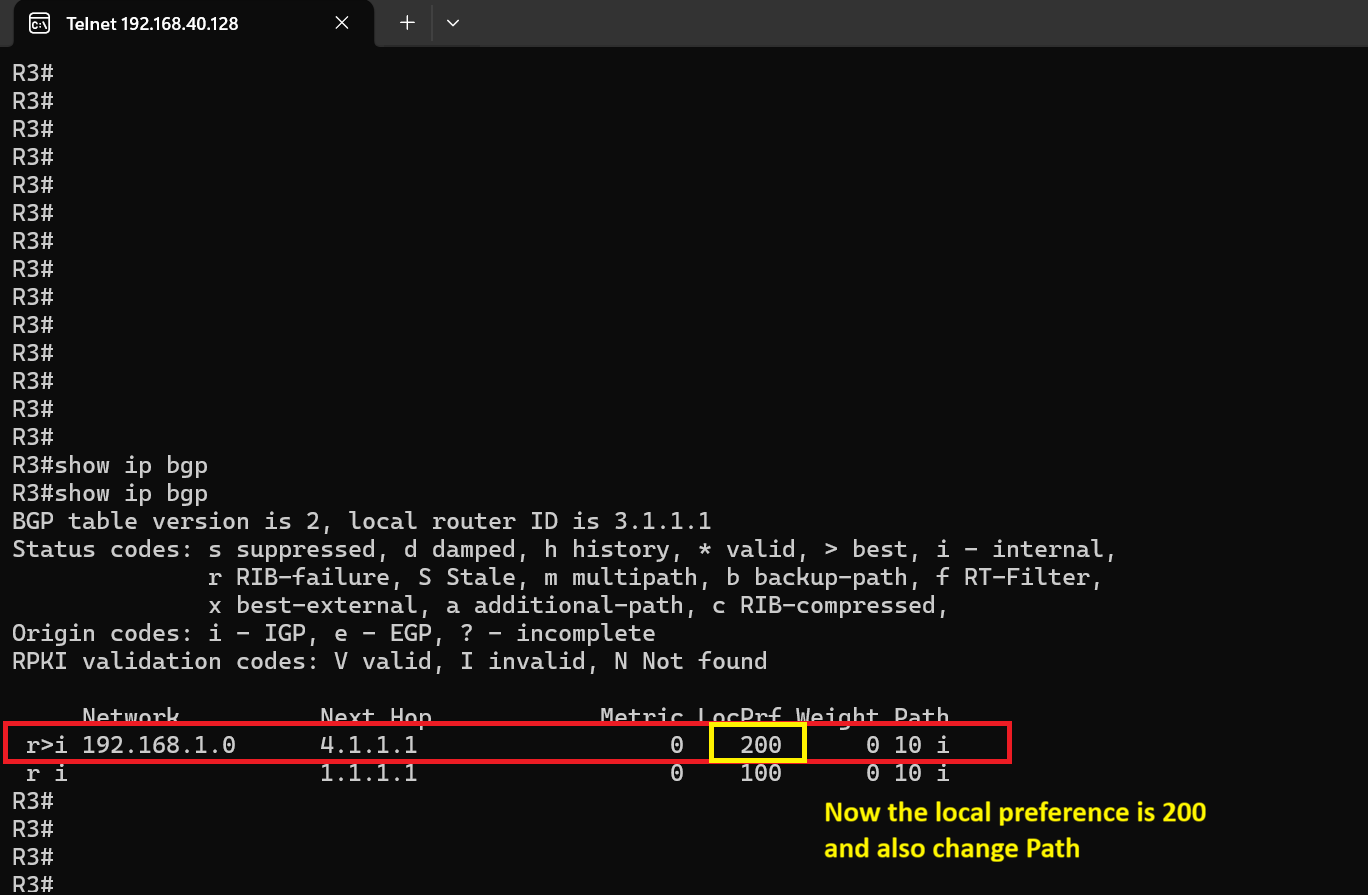 Telnet 192.168.40.128
R3#
R3#
R3#
R3#
R3#
R3#
R3#
R3#
R3#
R3#
R3#
R3#
R3#
R3#
R3#show ip bgp
R3#show ip bgp
BGP table version is 2, local router ID is 3.1.1.1
Status codes: s suppressed, d damped, h history, * valid, > best, i - internal,
              r RIB-failure, S Stale, m multipath, b backup-path, f RT-Filter,
              x best-external, a additional-path, c RIB-compressed,
Origin codes: i - IGP, e - EGP, ? - incomplete
RPKI validation codes: V valid, I invalid, N Not found
     Network          Next Hop            Metric LocPrf Weight Path
 r>i 192.168.1.0      4.1.1.1                  0    200      0 10 i
 r i                  1.1.1.1                  0    100      0 10 i
R3#
R3#
R3#
R3#
Now the local preference is 200
and also change Path